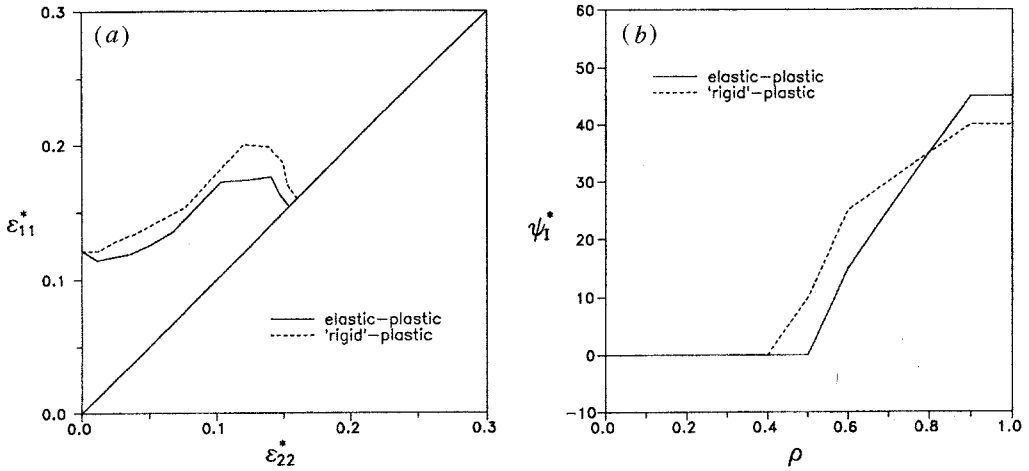 (a)
0.3
0.2
0.1
0.0
ε*11
elastic–plastic
'rigid'–plastic
0.0 0.1 0.2 0.3
ε*22
(b)
60
50
40
30
20
10
0
−10
ψ*I
elastic–plastic
'rigid'–plastic
0.0 0.2 0.4 0.6 0.8 1.0
ρ